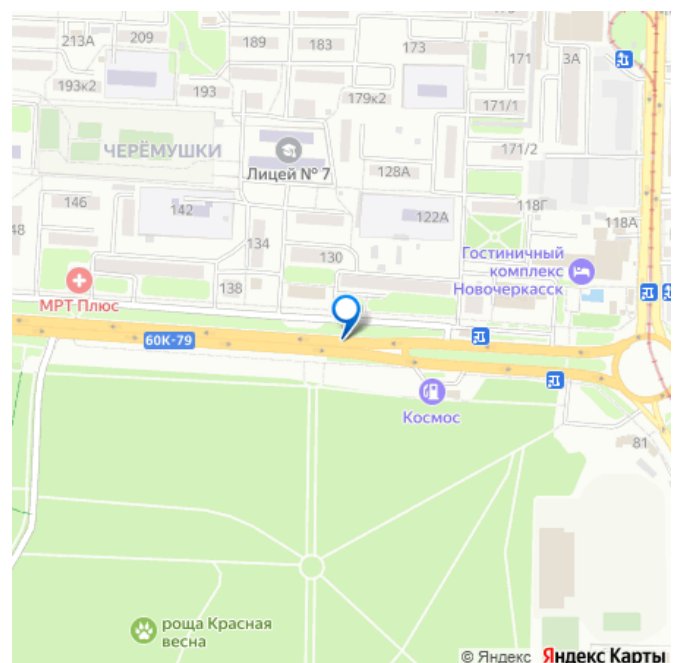 213А
209
189
183
173
171
3А
193к2
193
179к2
171/1
ЧЕРЁМУШКИ
171/2
Лицей № 7
128А
146
142
118Г
48
122А
118А
134
Гостиничный
комплекс
Новочеркасск
130
138
МРТ Плюс
60К-79
Космос
81
роща Красная
весна
© Яндекс Яндекс Карты